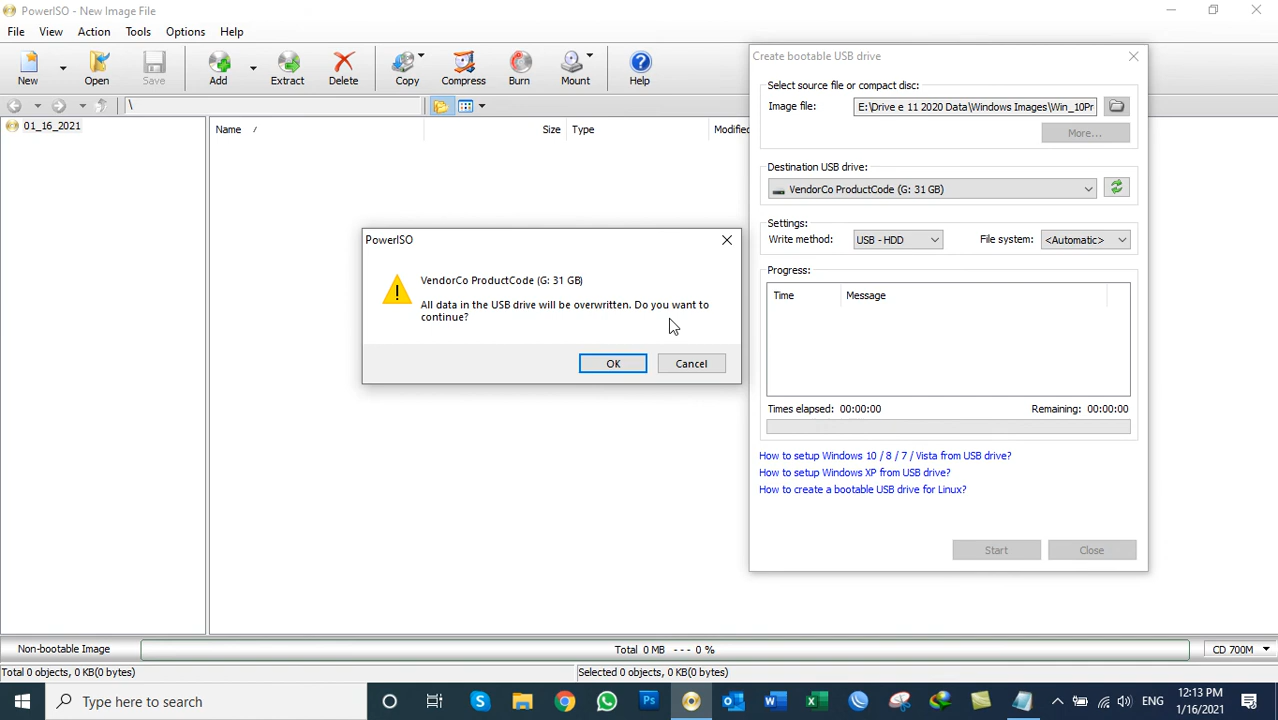 PowerISO - New Image File
File View Action Tools Options Help
New Open Save Add Extract Delete Copy Compress Burn Mount Help
\
01_16_2021
Name / Size Type Modified
Create bootable USB drive
Select source file or compact disc:
Image file: E:\Drive e 11 2020 Data\Windows Images\Win_10Pr
More...
Destination USB drive:
VendorCo ProductCode (G: 31 GB)
Settings:
Write method: USB - HDD File system: <Automatic>
Progress:
Time Message
Times elapsed: 00:00:00 Remaining: 00:00:00
How to setup Windows 10 / 8 / 7 / Vista from USB drive?
How to setup Windows XP from USB drive?
How to create a bootable USB drive for Linux?
Start Close
PowerISO
VendorCo ProductCode (G: 31 GB)
All data in the USB drive will be overwritten. Do you want to
continue?
OK Cancel
Non-bootable Image Total 0 MB --- 0 % CD 700M
Total 0 objects, 0 KB(0 bytes) Selected 0 objects, 0 KB(0 bytes)
Type here to search
ENG
12:13 PM
1/16/2021